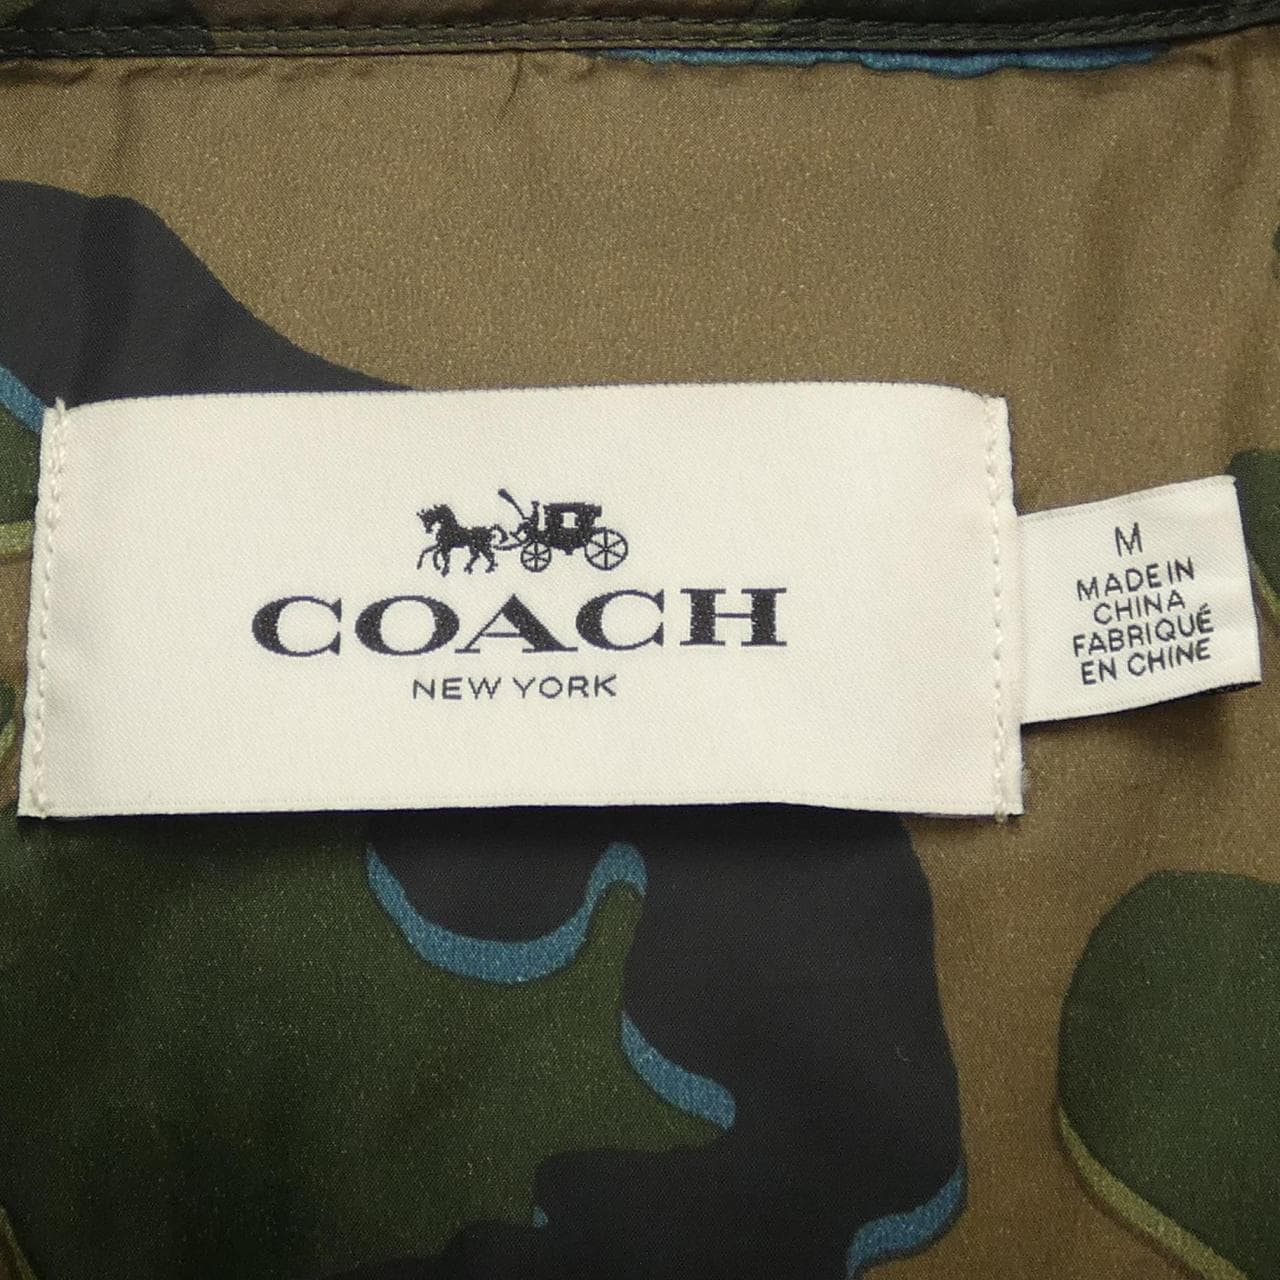 COACH
NEW YORK
M
MADE IN
CHINA
FABRIQUÉ
EN CHINE